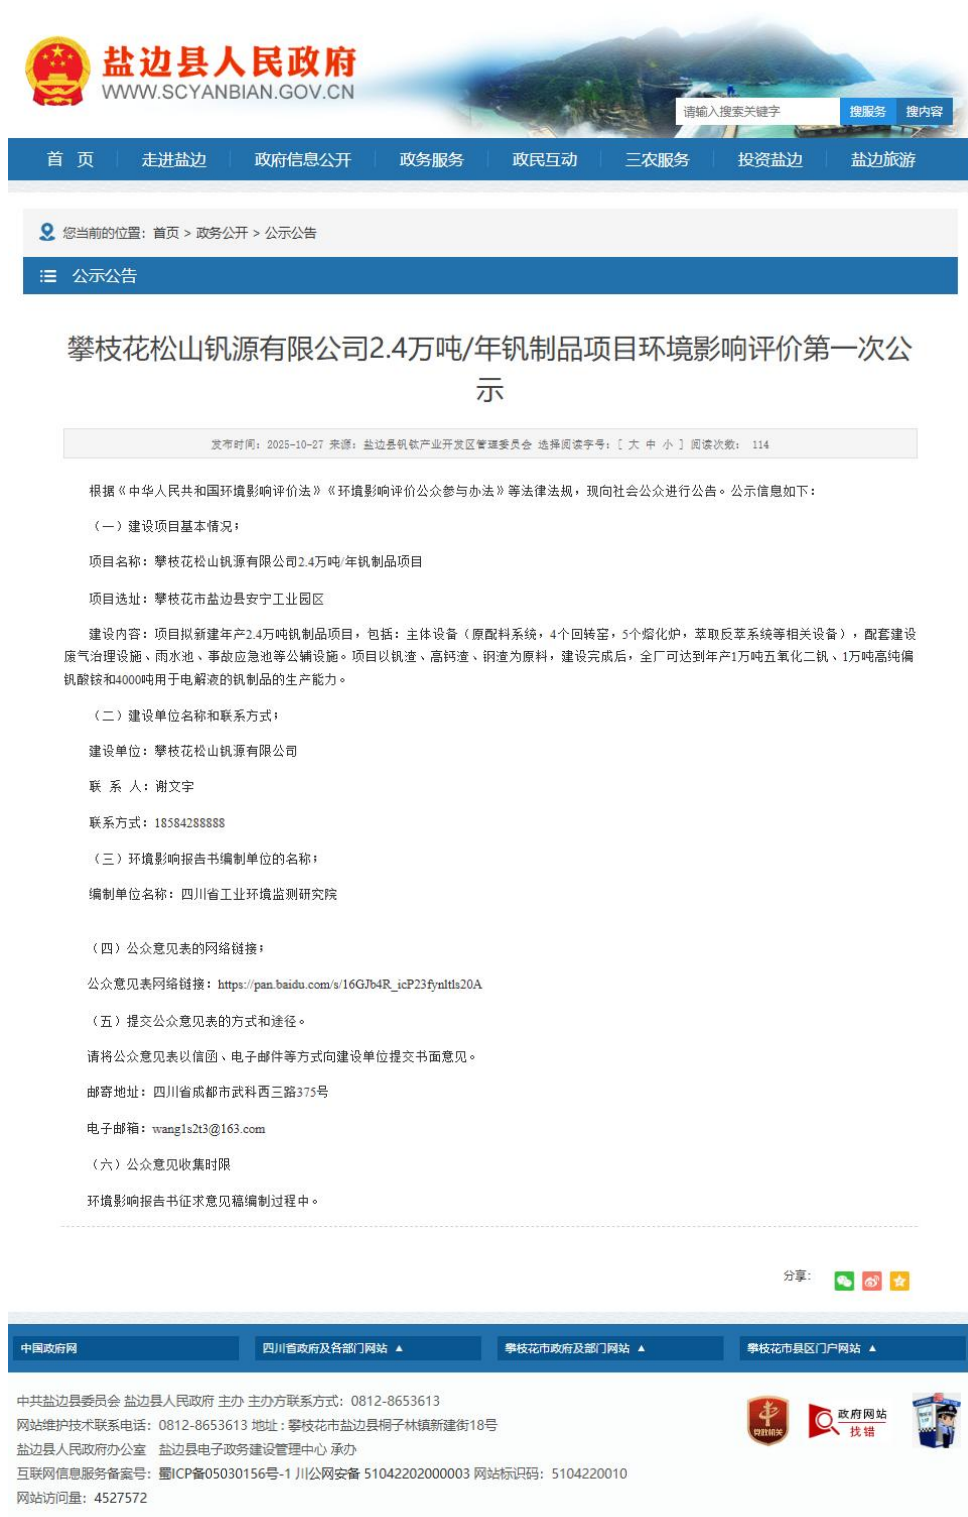 盐边县人民政府
WWW.SCYANBIAN.GOV.CN
请输入搜索关键字 搜服务 搜内容
首 页 走进盐边 政府信息公开 政务服务 政民互动 三农服务 投资盐边 盐边旅游
您当前的位置：首页 > 政务公开 > 公示公告
公示公告
攀枝花松山钒源有限公司2.4万吨/年钒制品项目环境影响评价第一次公
示
发布时间：2025-10-27 来源：盐边县钒钛产业开发区管理委员会 选择阅读字号：[ 大 中 小 ] 阅读次数： 114
根据《中华人民共和国环境影响评价法》《环境影响评价公众参与办法》等法律法规，现向社会公众进行公告。公示信息如下：
（一）建设项目基本情况；
项目名称：攀枝花松山钒源有限公司2.4万吨/年钒制品项目
项目选址：攀枝花市盐边县安宁工业园区
建设内容：项目拟新建年产2.4万吨钒制品项目，包括：主体设备（原配料系统，4个回转窑，5个熔化炉，萃取反萃系统等相关设备），配套建设
废气治理设施、雨水池、事故应急池等公辅设施。项目以钒渣、高钙渣、钢渣为原料，建设完成后，全厂可达到年产1万吨五氧化二钒、1万吨高纯偏
钒酸铵和4000吨用于电解液的钒制品的生产能力。
（二）建设单位名称和联系方式；
建设单位：攀枝花松山钒源有限公司
联 系 人：谢文宇
联系方式：18584288888
（三）环境影响报告书编制单位的名称；
编制单位名称：四川省工业环境监测研究院
（四）公众意见表的网络链接；
公众意见表网络链接：https://pan.baidu.com/s/16GJb4R_icP23fynltls20A
（五）提交公众意见表的方式和途径。
请将公众意见表以信函、电子邮件等方式向建设单位提交书面意见。
邮寄地址：四川省成都市武科西三路375号
电子邮箱：wang1s2t3@163.com
（六）公众意见收集时限
环境影响报告书征求意见稿编制过程中。
分享：
中国政府网 四川省政府及各部门网站 ▲ 攀枝花市政府及部门网站 ▲ 攀枝花市县区门户网站 ▲
中共盐边县委员会 盐边县人民政府 主办 主办方联系方式：0812-8653613
网站维护技术联系电话：0812-8653613 地址：攀枝花市盐边县桐子林镇新建街18号
盐边县人民政府办公室 盐边县电子政务建设管理中心 承办
互联网信息服务备案号：蜀ICP备05030156号-1 川公网安备 51042202000003 网站标识码：5104220010
网站访问量：4527572
党政机关
政府网站
找错